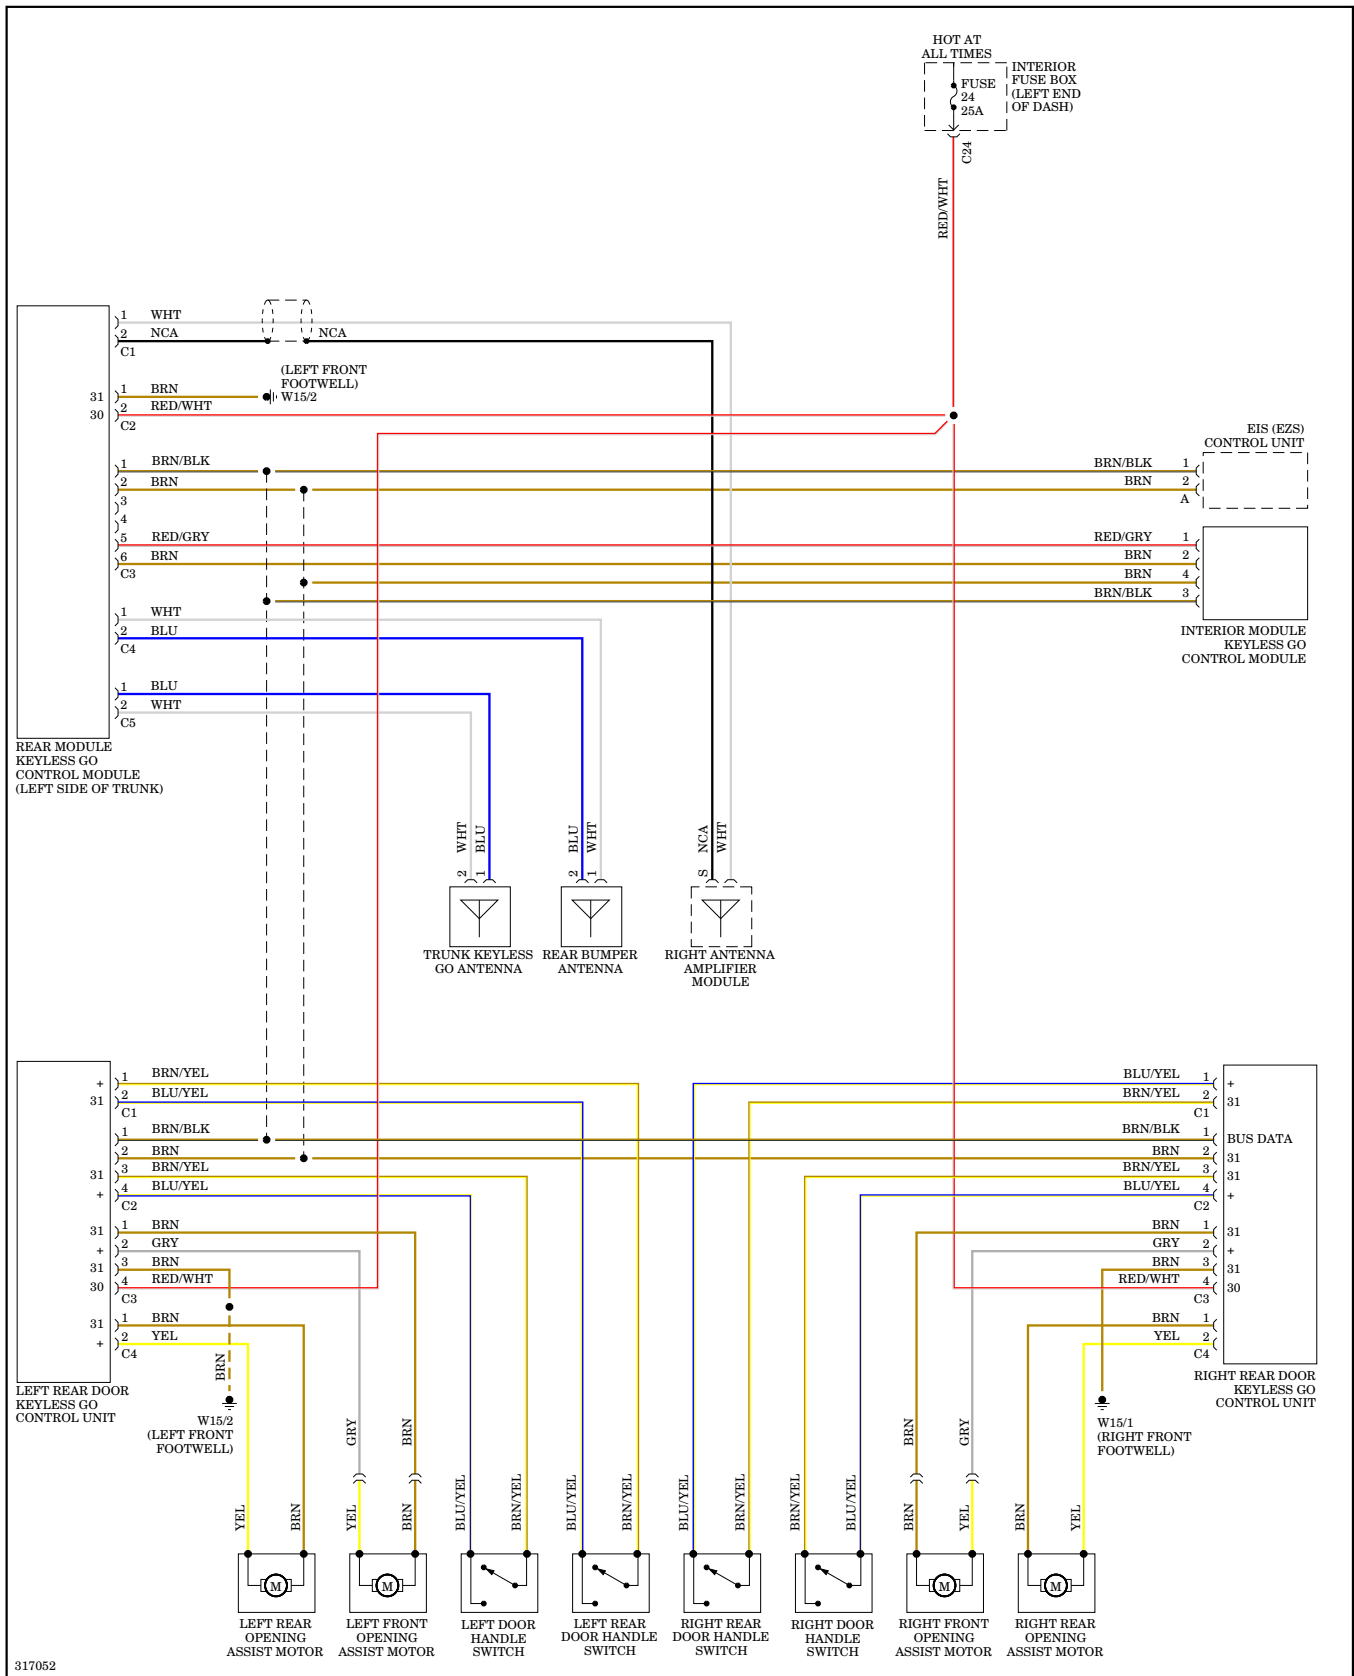 HOT AT
ALL TIMES
INTERIOR
FUSE BOX
(LEFT END
OF DASH)
FUSE
24
25A
C24
RED/WHT
1 WHT
2 NCA
NCA
C1
(LEFT FRONT
FOOTWELL)
W15/2
31 1 BRN
30 2 RED/WHT
C2
1 BRN/BLK
2 BRN
3
4
5 RED/GRY
6 BRN
C3
1 WHT
2 BLU
C4
1 BLU
2 WHT
C5
REAR MODULE
KEYLESS GO
CONTROL MODULE
(LEFT SIDE OF TRUNK)
EIS (EZS)
CONTROL UNIT
BRN/BLK 1
BRN 2
A
RED/GRY 1
BRN 2
BRN 4
BRN/BLK 3
INTERIOR MODULE
KEYLESS GO
CONTROL MODULE
WHT
BLU
BLU
WHT
NCA
WHT
2
1
2
1
S
TRUNK KEYLESS
GO ANTENNA
REAR BUMPER
ANTENNA
RIGHT ANTENNA
AMPLIFIER
MODULE
+ 1 BRN/YEL
31 2 BLU/YEL
C1
1 BRN/BLK
2 BRN
31 3 BRN/YEL
+ 4 BLU/YEL
C2
31 1 BRN
+ 2 GRY
31 3 BRN
30 4 RED/WHT
C3
31 1 BRN
+ 2 YEL
C4
LEFT REAR DOOR
KEYLESS GO
CONTROL UNIT
BRN
W15/2
(LEFT FRONT
FOOTWELL)
BLU/YEL 1 +
BRN/YEL 2 31
C1
BRN/BLK 1 BUS DATA
BRN 2 31
BRN/YEL 3 31
BLU/YEL 4 +
C2
BRN 1 31
GRY 2 +
BRN 3 31
RED/WHT 4 30
C3
BRN 1
YEL 2
C4
RIGHT REAR DOOR
KEYLESS GO
CONTROL UNIT
W15/1
(RIGHT FRONT
FOOTWELL)
GRY
BRN
BRN
GRY
YEL
BRN
YEL
BRN
BLU/YEL
BRN/YEL
BLU/YEL
BRN/YEL
BLU/YEL
BRN/YEL
BRN/YEL
BLU/YEL
BRN
YEL
BRN
YEL
M
M
M
M
LEFT REAR
OPENING
ASSIST MOTOR
LEFT FRONT
OPENING
ASSIST MOTOR
LEFT DOOR
HANDLE
SWITCH
LEFT REAR
DOOR HANDLE
SWITCH
RIGHT REAR
DOOR HANDLE
SWITCH
RIGHT DOOR
HANDLE
SWITCH
RIGHT FRONT
OPENING
ASSIST MOTOR
RIGHT REAR
OPENING
ASSIST MOTOR
317052